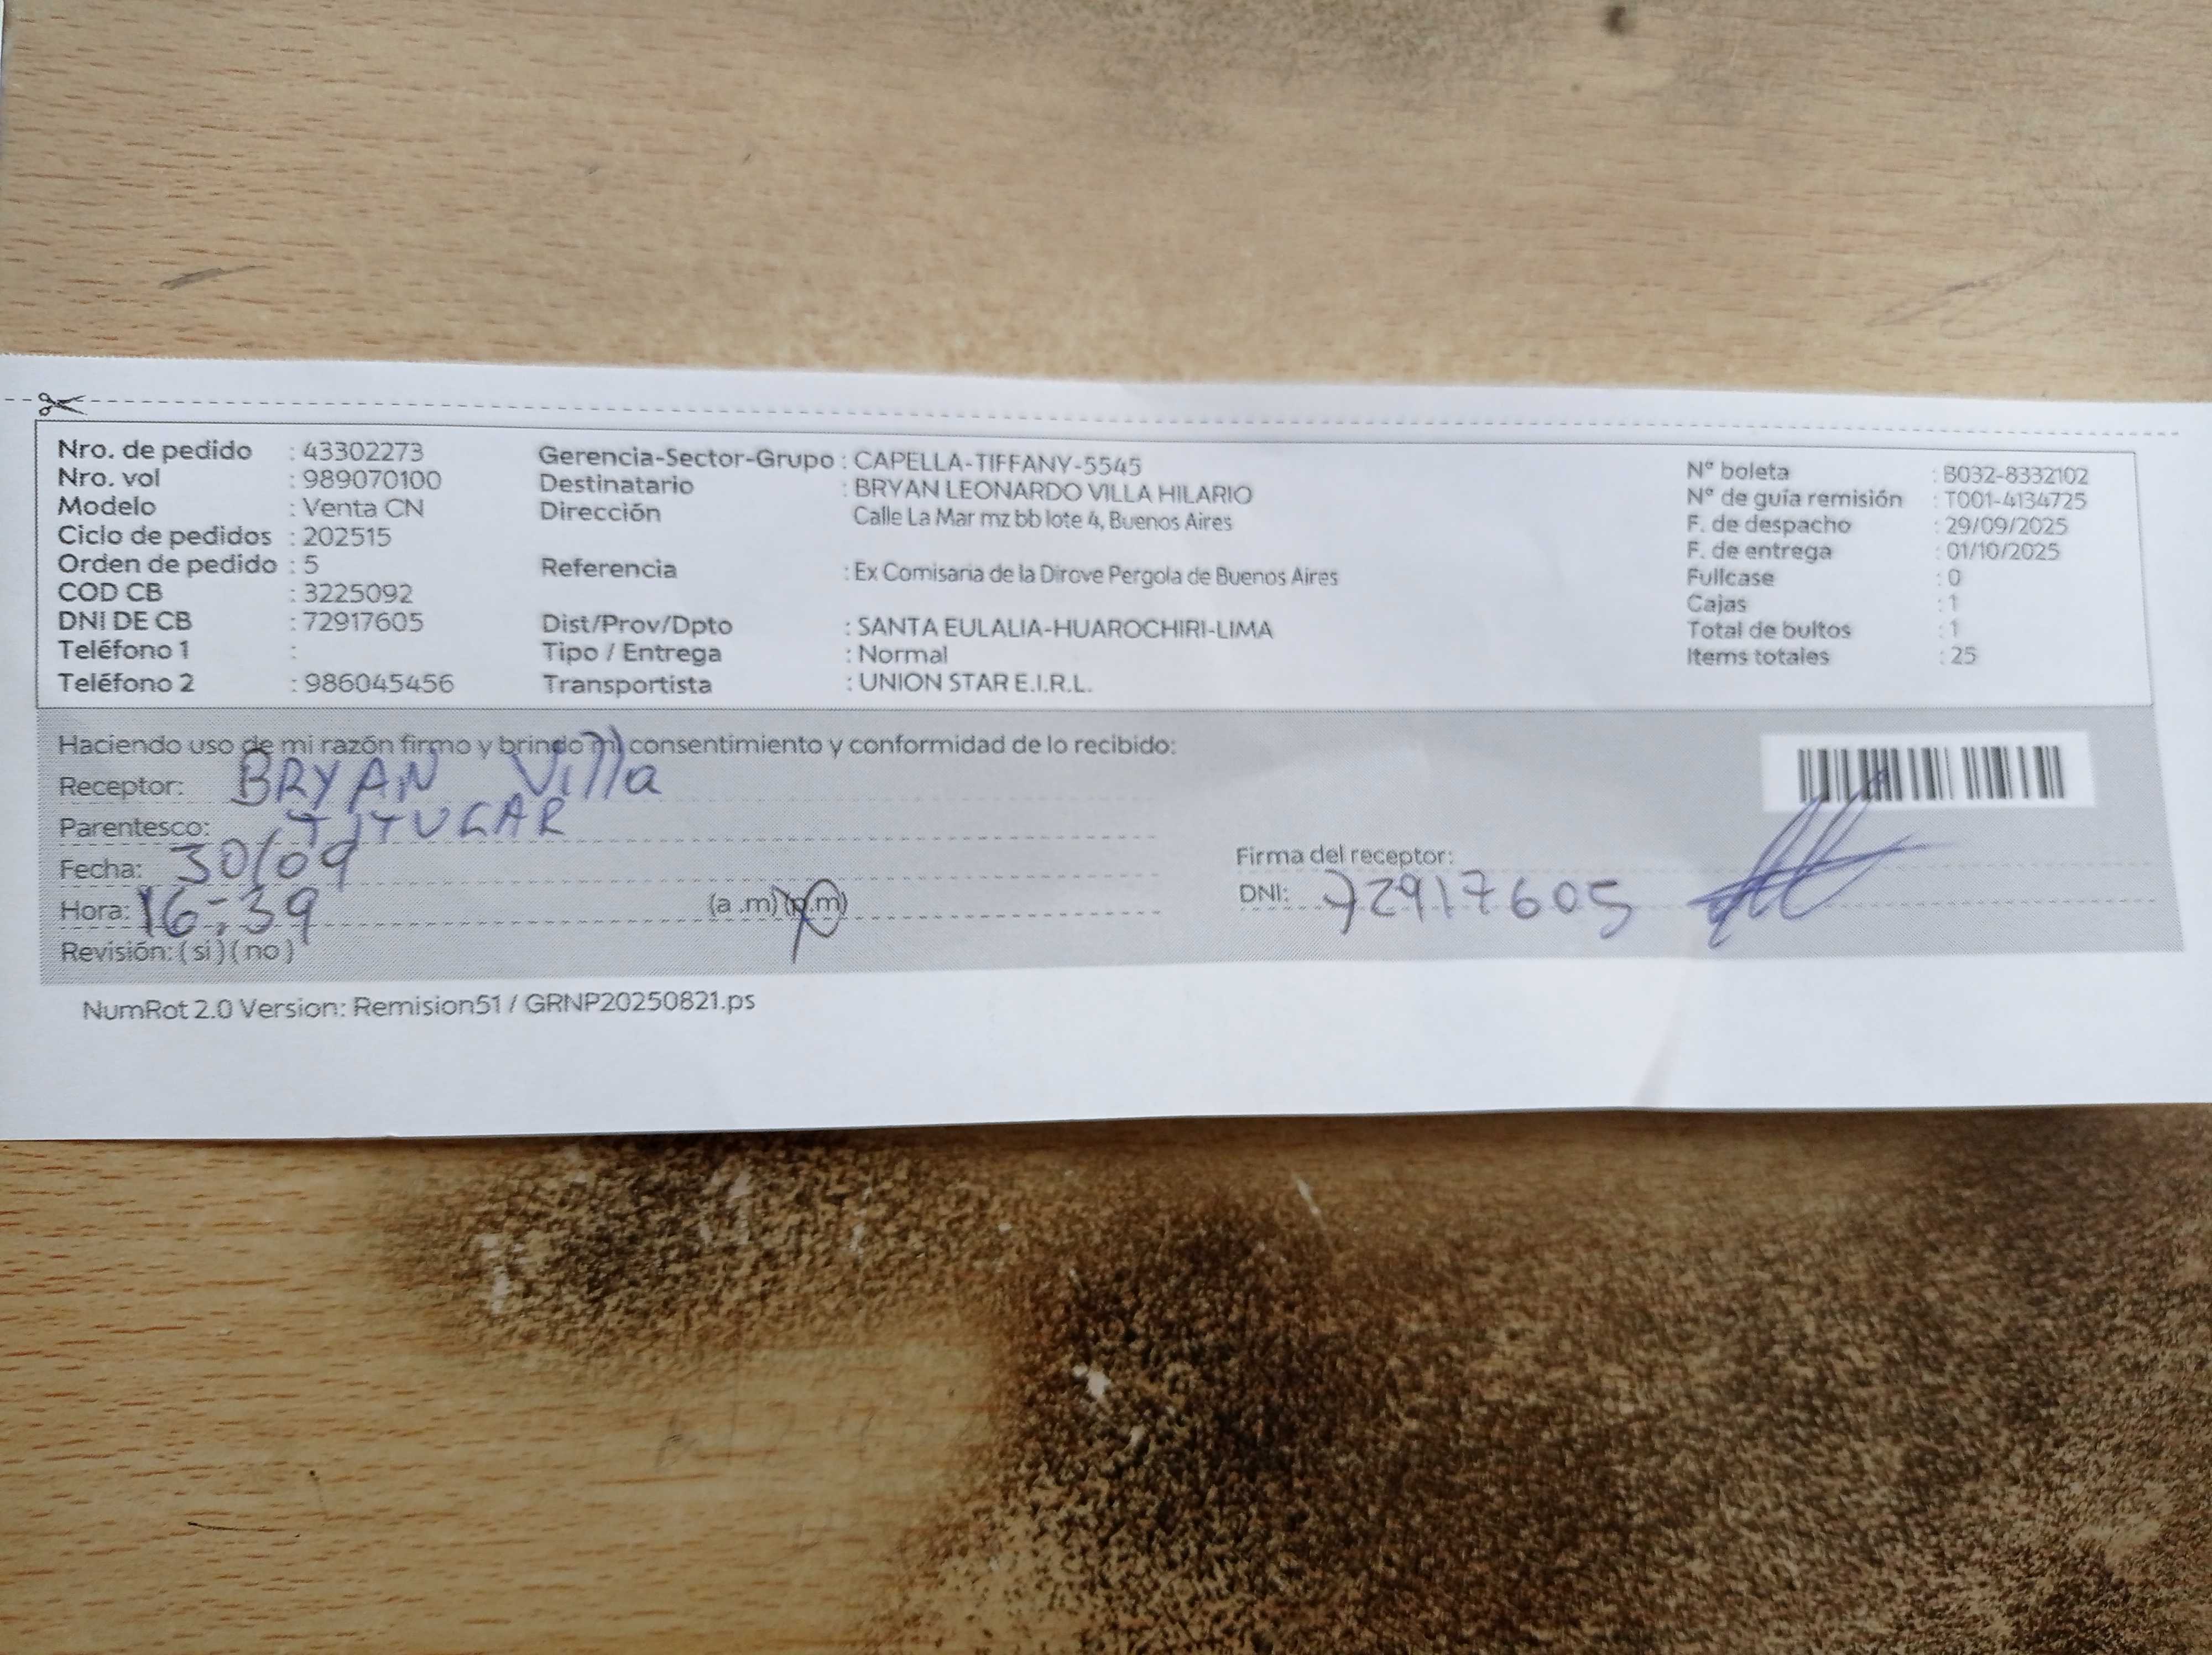 Nro. de pedido : 43302273
Nro. vol : 989070100
Modelo : Venta CN
Ciclo de pedidos : 202515
Orden de pedido : 5
COD CB : 3225092
DNI DE CB : 72917605
Teléfono 1 :
Teléfono 2 : 986045456
Gerencia-Sector-Grupo : CAPELLA-TIFFANY-5545
Destinatario : BRYAN LEONARDO VILLA HILARIO
Dirección Calle La Mar mz bb lote 4, Buenos Aires
Referencia : Ex Comisaria de la Dirove Pergola de Buenos Aires
Dist/Prov/Dpto : SANTA EULALIA-HUAROCHIRI-LIMA
Tipo / Entrega : Normal
Transportista : UNION STAR E.I.R.L.
N° boleta : B032-8332102
N° de guía remisión : T001-4134725
F. de despacho : 29/09/2025
F. de entrega : 01/10/2025
Fullcase : 0
Cajas : 1
Total de bultos : 1
Items totales : 25
Haciendo uso de mi razón firmo y brindo mi consentimiento y conformidad de lo recibido:
Receptor: BRYAN Villa
Parentesco: TITULAR
Fecha: 30/09
Hora: 16:39 (a .m) (p.m)
Revisión: ( si ) ( no )
Firma del receptor:
DNI: 72917605
NumRot 2.0 Version: Remision51 / GRNP20250821.ps